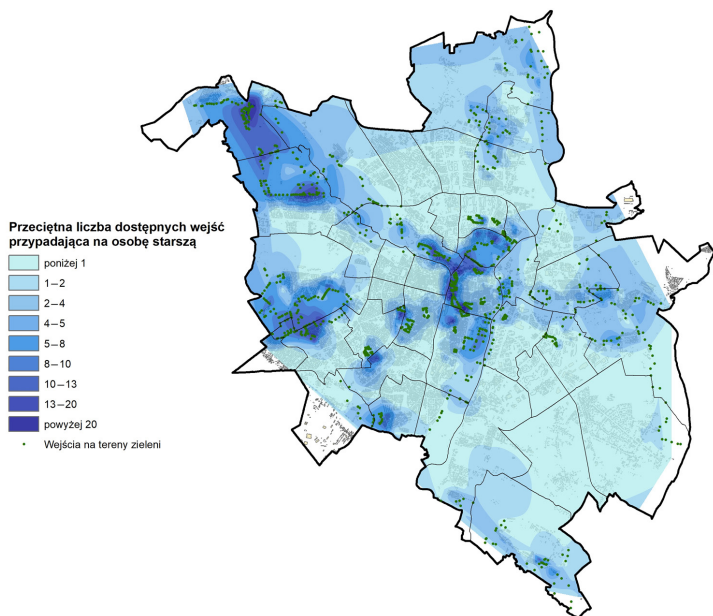 Przeciętna liczba dostępnych wejść
przypadająca na osobę starszą
poniżej 1
1–2
2–4
4–5
5–8
8–10
10–13
13–20
powyżej 20
Wejścia na tereny zieleni